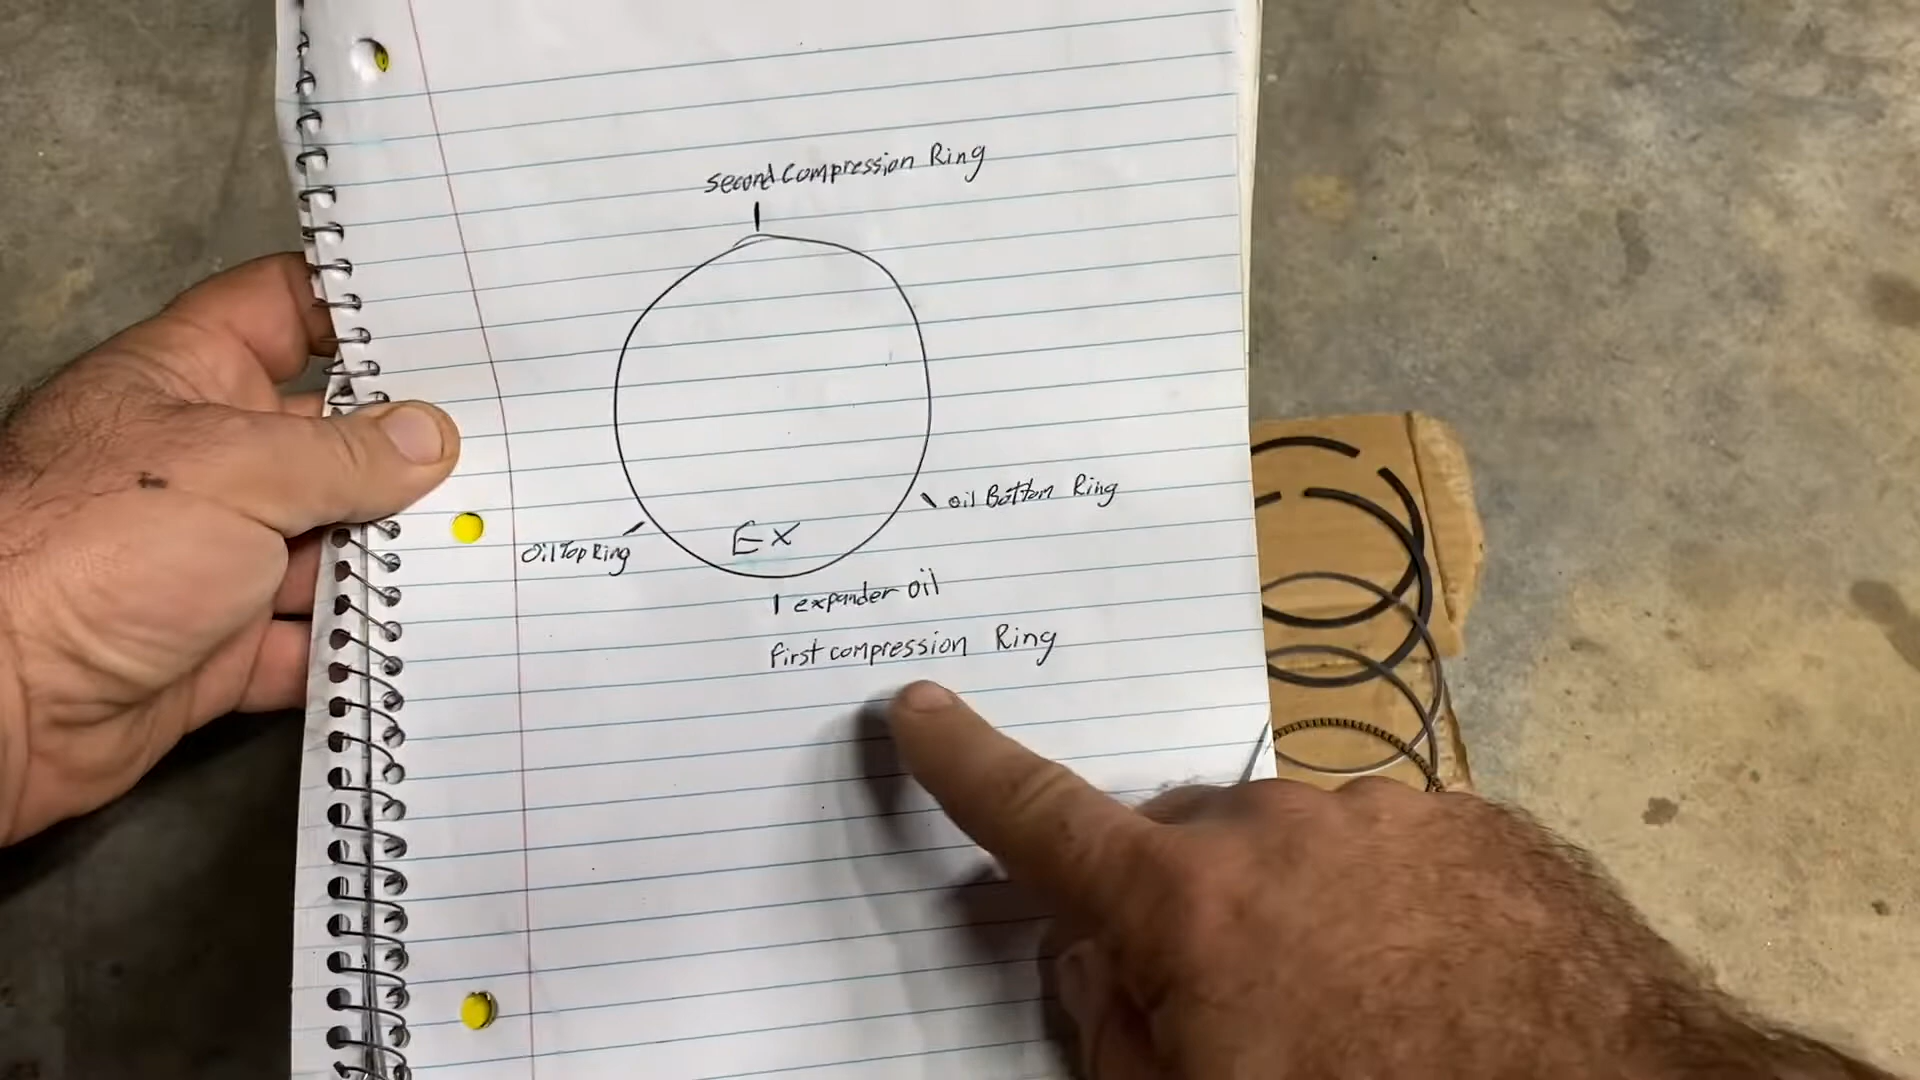 Second Compression Ring
oil Bottom Ring
Oil Top Ring
EX
expander oil
first compression Ring